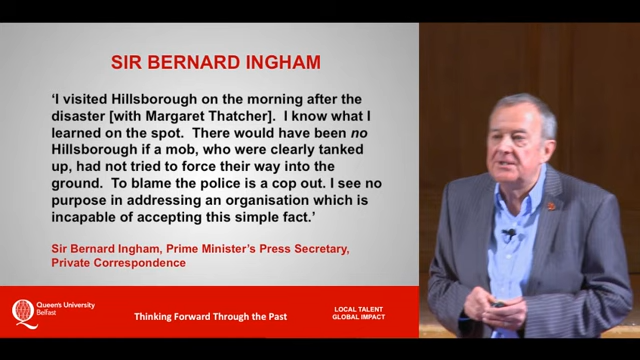 SIR BERNARD INGHAM
‘I visited Hillsborough on the morning after the
disaster [with Margaret Thatcher].  I know what I
learned on the spot.  There would have been no
Hillsborough if a mob, who were clearly tanked
up, had not tried to force their way into the
ground.  To blame the police is a cop out. I see no
purpose in addressing an organisation which is
incapable of accepting this simple fact.’
Sir Bernard Ingham, Prime Minister’s Press Secretary,
Private Correspondence
Queen's University
Belfast
Thinking Forward Through the Past
LOCAL TALENT
GLOBAL IMPACT